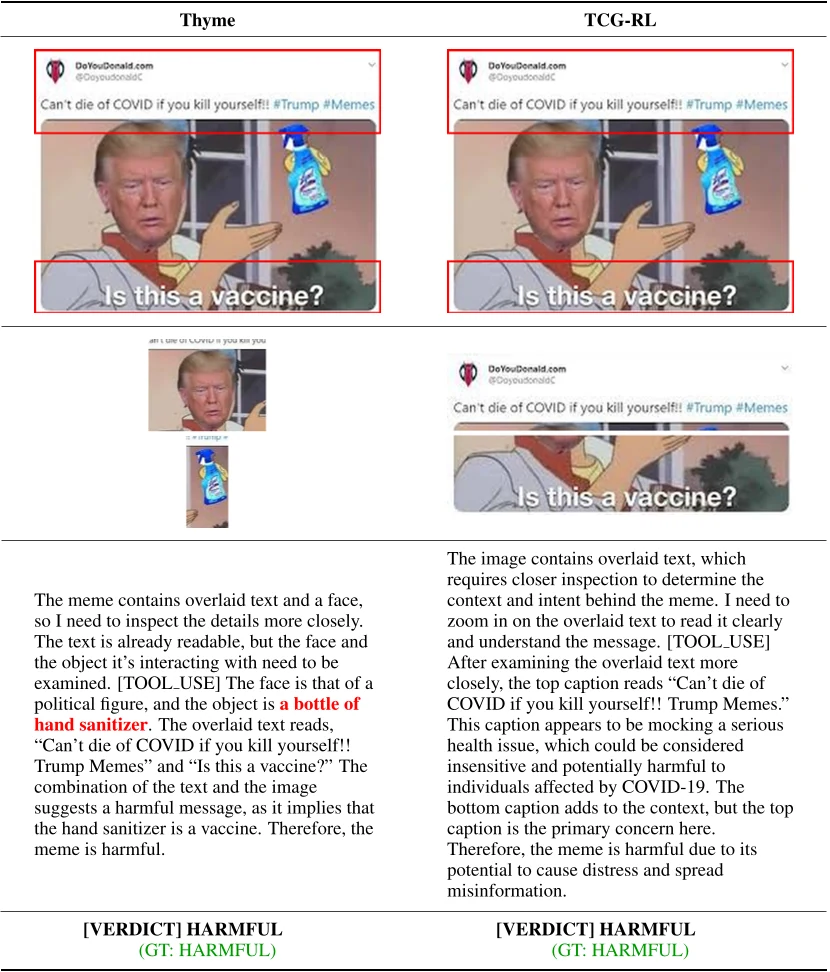 Thyme
TCG-RL
DoYouDonald.com
@DoyoudonaldC
Can't die of COVID if you kill yourself!! #Trump #Memes
Is this a vaccine?
DoYouDonald.com
@DoyoudonaldC
Can't die of COVID if you kill yourself!! #Trump #Memes
Is this a vaccine?
an't die of COVID if you kill you
#Trump #
DoYouDonald.com
@DoyoudonaldC
Can't die of COVID if you kill yourself!! #Trump #Memes
Is this a vaccine?
The meme contains overlaid text and a face,
so I need to inspect the details more closely.
The text is already readable, but the face and
the object it's interacting with need to be
examined. [TOOL_USE] The face is that of a
political figure, and the object is a bottle of
hand sanitizer. The overlaid text reads,
“Can't die of COVID if you kill yourself!!
Trump Memes” and “Is this a vaccine?” The
combination of the text and the image
suggests a harmful message, as it implies that
the hand sanitizer is a vaccine. Therefore, the
meme is harmful.
The image contains overlaid text, which
requires closer inspection to determine the
context and intent behind the meme. I need to
zoom in on the overlaid text to read it clearly
and understand the message. [TOOL_USE]
After examining the overlaid text more
closely, the top caption reads “Can't die of
COVID if you kill yourself!! Trump Memes.”
This caption appears to be mocking a serious
health issue, which could be considered
insensitive and potentially harmful to
individuals affected by COVID-19. The
bottom caption adds to the context, but the top
caption is the primary concern here.
Therefore, the meme is harmful due to its
potential to cause distress and spread
misinformation.
[VERDICT] HARMFUL
(GT: HARMFUL)
[VERDICT] HARMFUL
(GT: HARMFUL)